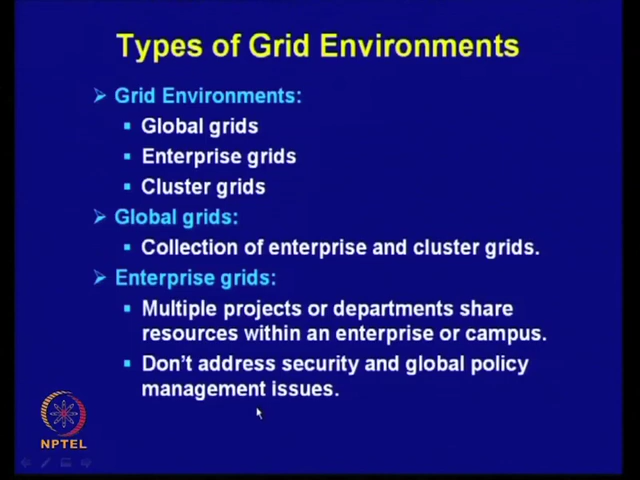 Types of Grid Environments
Grid Environments:
Global grids
Enterprise grids
Cluster grids
Global grids:
Collection of enterprise and cluster grids.
Enterprise grids:
Multiple projects or departments share
resources within an enterprise or campus.
Don't address security and global policy
management issues.
NPTEL